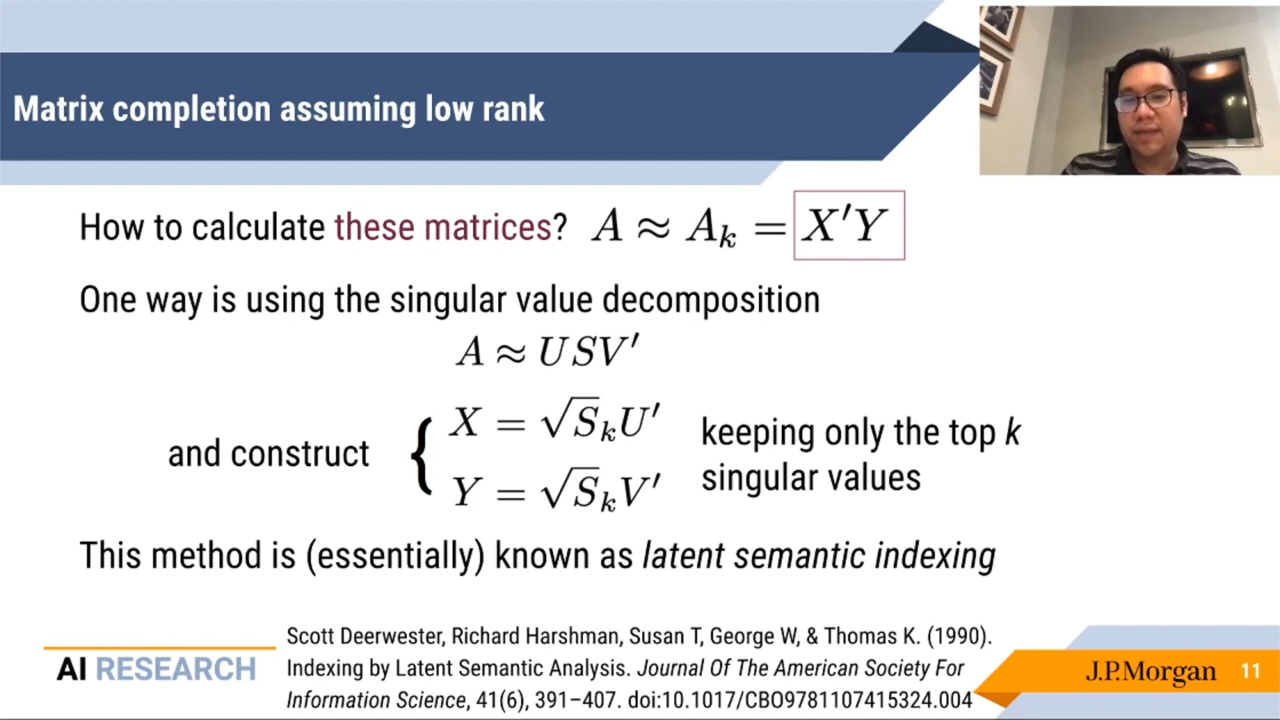 Matrix completion assuming low rank
How to calculate these matrices? A ≈ A_k = X′Y
One way is using the singular value decomposition
A ≈ USV′
and construct { X = √S_k U′
Y = √S_k V′
keeping only the top k
singular values
This method is (essentially) known as latent semantic indexing
Scott Deerwester, Richard Harshman, Susan T, George W, & Thomas K. (1990).
Indexing by Latent Semantic Analysis. Journal Of The American Society For
Information Science, 41(6), 391–407. doi:10.1017/CBO9781107415324.004
AI RESEARCH
J.P.Morgan 11